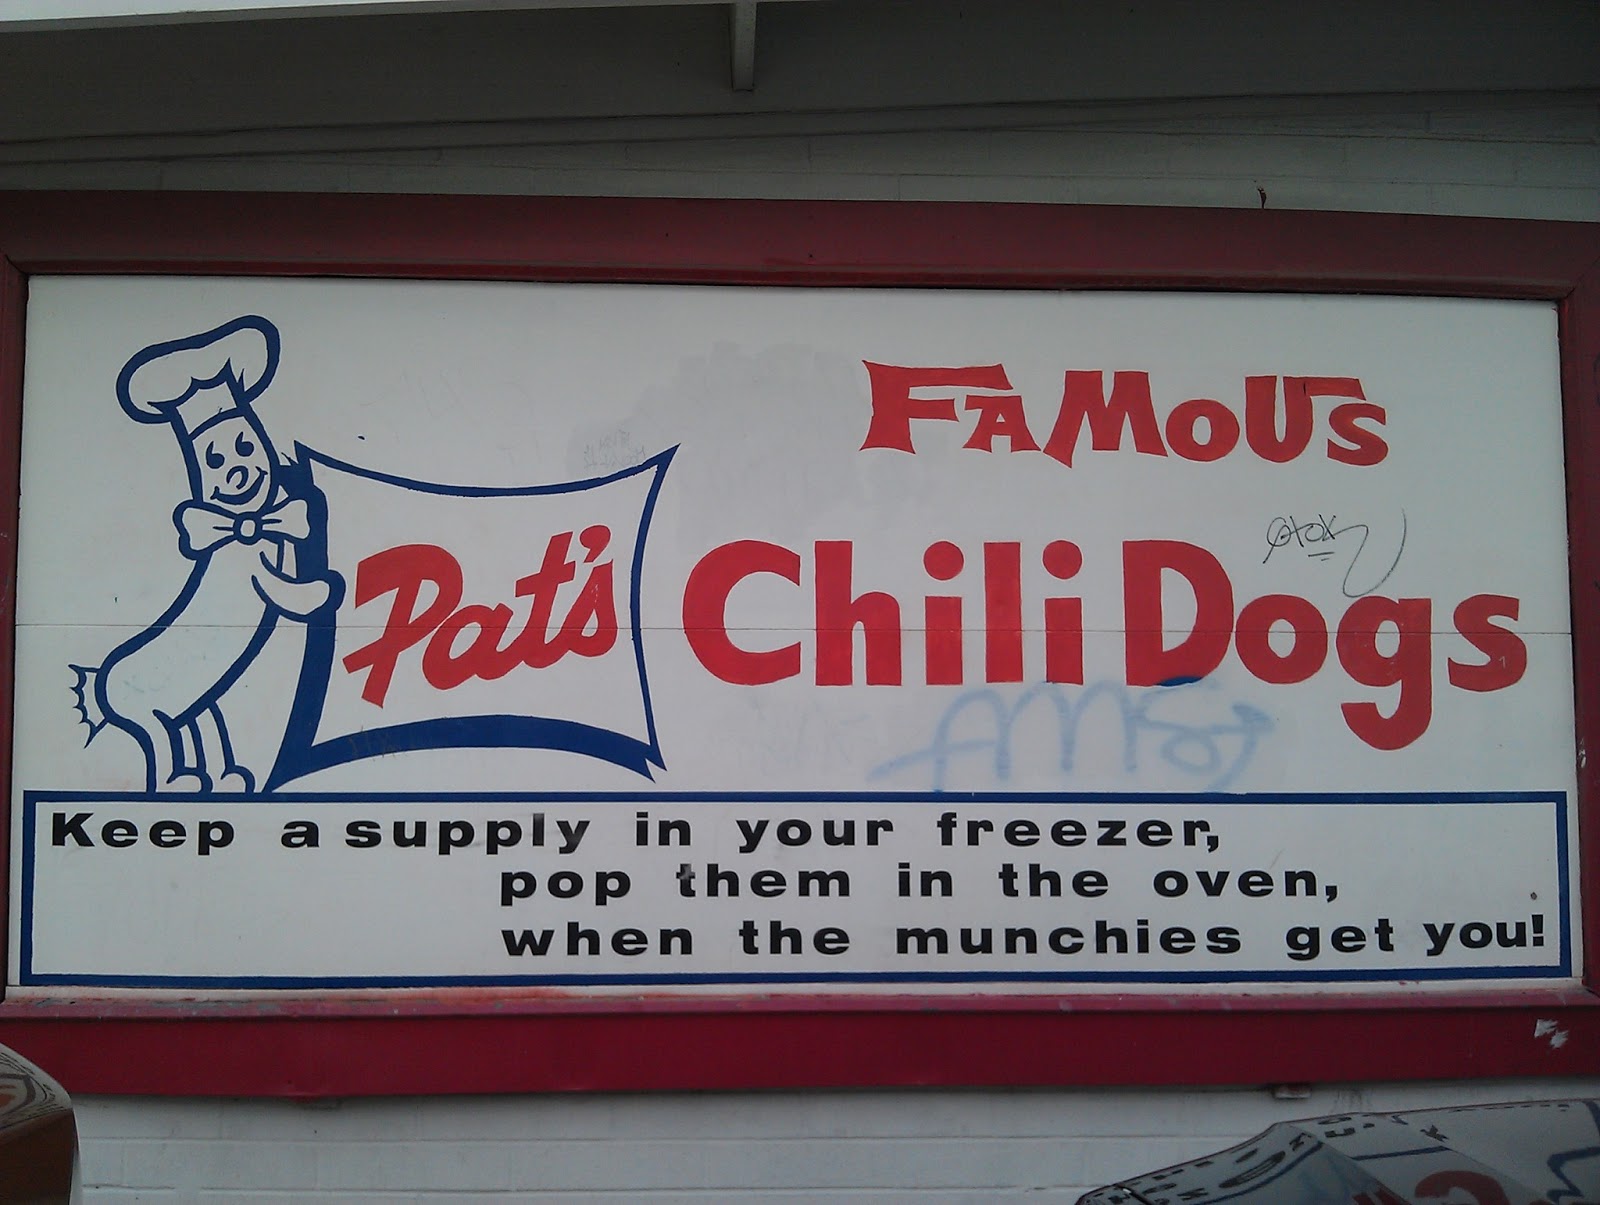 FAMOUS
Pat's Chili Dogs
Keep a supply in your freezer,
pop them in the oven,
when the munchies get you!